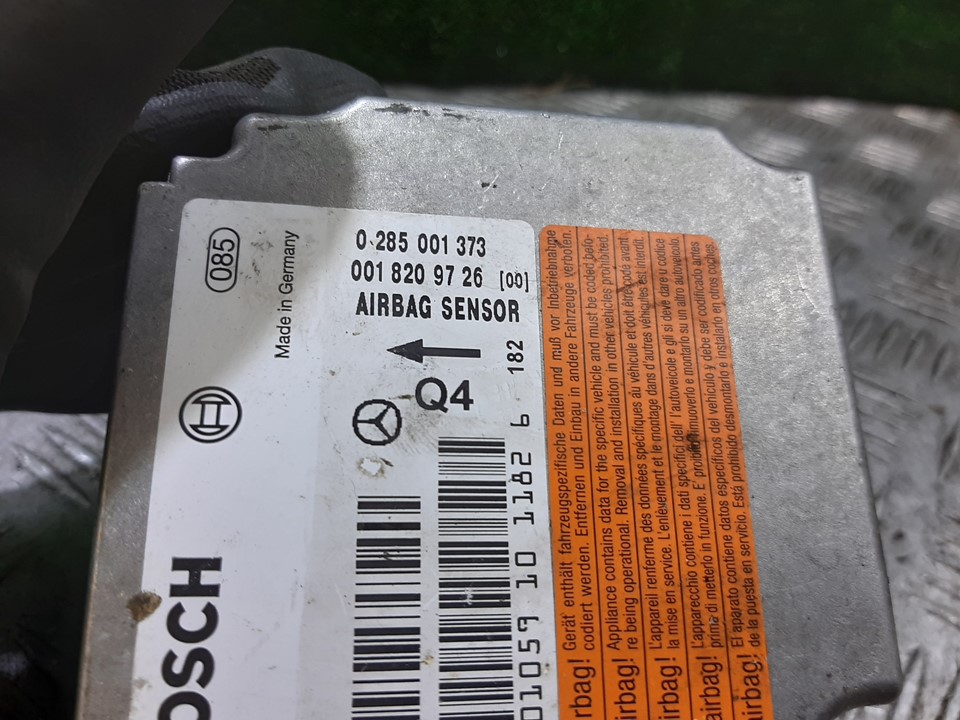 085
Made in Germany
0 285 001 373
001 820 97 26 [00]
AIRBAG SENSOR
182
Q4
01059 10 1182 6
OSCH
Gerät enthält fahrzeugspezifische Daten und muß vor Inbetriebnahme
codiert werden. Entfernen und Einbau in andere Fahrzeuge verboten.
Appliance contains data for the specific vehicle and must be coded befo-
re being operational. Removal and installation in other vehicles prohibited.
L'appareil renferme des données spécifiques au véhicule et doit être codé avant
la mise en service. L'enlèvement et le montage dans d'autres véhicules est interdit.
L'apparecchio contiene i dati specifici dell' l'autoveicolo e gli si deve dare il codice
prima di metterlo in funzione. E' proibito rimuoverlo e montarlo su un altro autoveicolo.
El aparato contiene datos específicos del vehículo y debe ser codificado antes
de la puesta en servicio. Está prohibido desmontarlo e instalarlo en otros coches.
irbag!
irbag!
airbag!
airbag!
irbag!